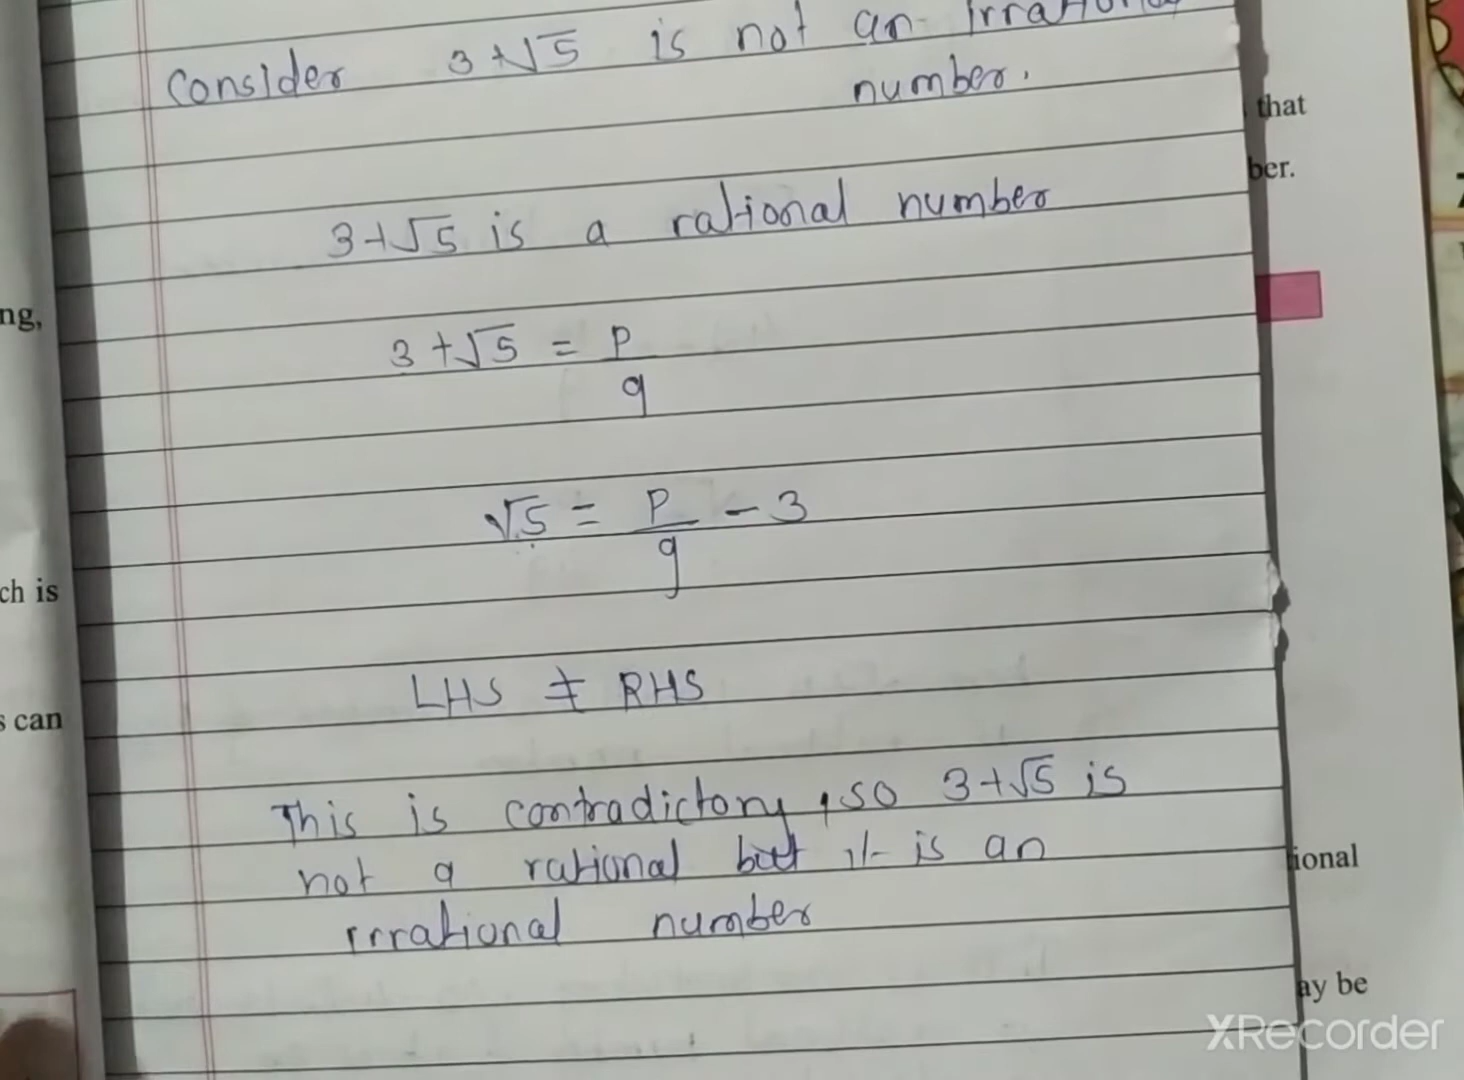 Consider 3+√5 is not an irrational
number.
that
ber.
3+√5 is a rational number
ng,
3+√5 = p/q
√5 = p/q - 3
ch is
LHS ≠ RHS
s can
This is contradictory, so 3+√5 is
not a rational but it is an
ional
irrational number
ay be
XRecorder